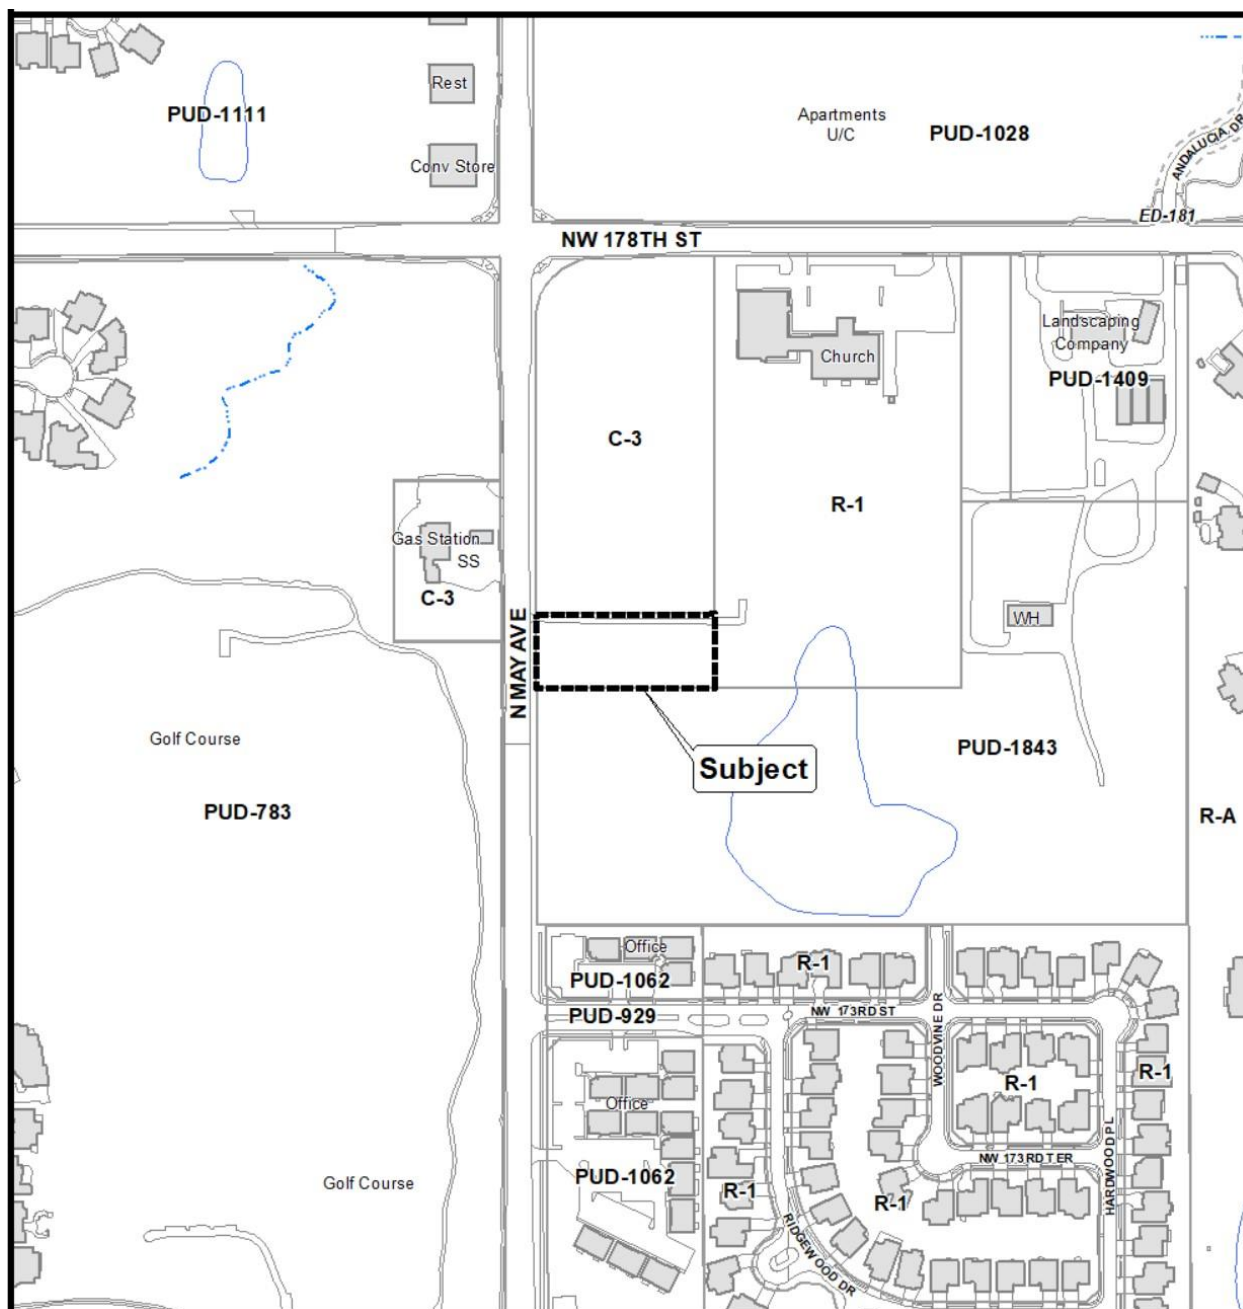 Rest
PUD-1111
Conv Store
Apartments
U/C
PUD-1028
ANDALUCIA DR
ED-181
NW 178TH ST
Landscaping
Company
PUD-1409
Church
C-3
R-1
Gas Station
SS
C-3
N MAY AVE
WH
Golf Course
PUD-783
Subject
PUD-1843
R-A
Office
PUD-1062
R-1
PUD-929
NW 173RD ST
WOODVINE DR
R-1
R-1
Office
NW 173RD TER
HARDWOOD PL
PUD-1062
R-1
R-1
Golf Course
RIDGEWOOD DR